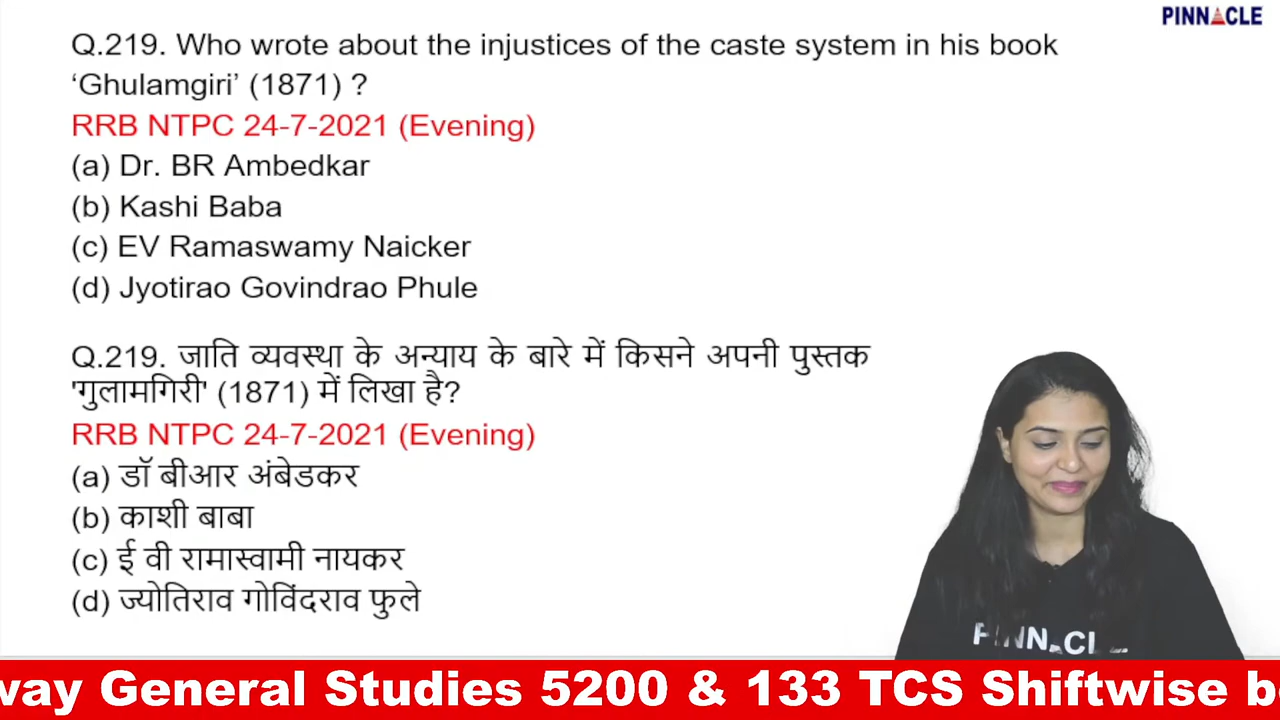 PINNACLE
Q.219. Who wrote about the injustices of the caste system in his book
‘Ghulamgiri’ (1871) ?
RRB NTPC 24-7-2021 (Evening)
(a) Dr. BR Ambedkar
(b) Kashi Baba
(c) EV Ramaswamy Naicker
(d) Jyotirao Govindrao Phule
Q.219. जाति व्यवस्था के अन्याय के बारे में किसने अपनी पुस्तक
'गुलामगिरी' (1871) में लिखा है?
RRB NTPC 24-7-2021 (Evening)
(a) डॉ बीआर अंबेडकर
(b) काशी बाबा
(c) ई वी रामास्वामी नायकर
(d) ज्योतिराव गोविंदराव फुले
General Studies 5200 & 133 TCS Shiftwise